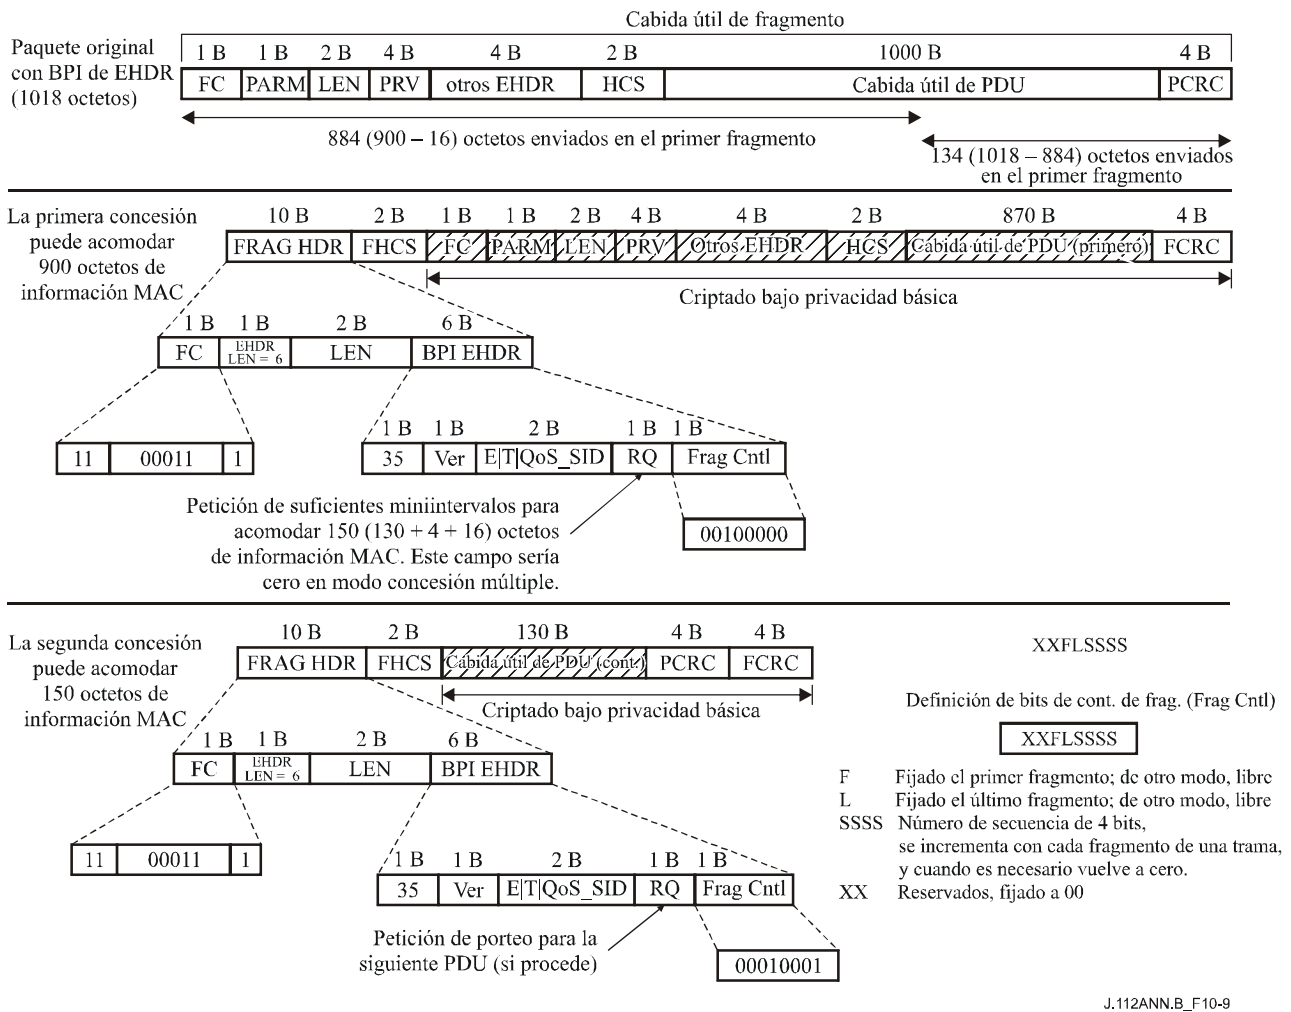 Cabida útil de fragmento
Paquete original
con BPI de EHDR
(1018 octetos)
1 B 1 B 2 B 4 B 4 B 2 B 1000 B 4 B
FC PARM LEN PRV otros EHDR HCS Cabida útil de PDU PCRC
884 (900 – 16) octetos enviados en el primer fragmento
134 (1018 – 884) octetos enviados
en el primer fragmento
La primera concesión
puede acomodar
900 octetos de
información MAC
10 B 2 B 1 B 1 B 2 B 4 B 4 B 2 B 870 B 4 B
FRAG HDR FHCS FC PARM LEN PRV Otros EHDR HCS Cabida útil de PDU (primero) FCRC
Criptado bajo privacidad básica
1 B 1 B 2 B 6 B
FC EHDR LEN = 6 LEN BPI EHDR
1 B 1 B 2 B 1 B 1 B
11 00011 1 35 Ver E|T|QoS_SID RQ Frag Cntl
Petición de suficientes miniintervalos para
acomodar 150 (130 + 4 + 16) octetos
de información MAC. Este campo sería
cero en modo concesión múltiple.
00100000
La segunda concesión
puede acomodar
150 octetos de
información MAC
10 B 2 B 130 B 4 B 4 B
FRAG HDR FHCS Cabida útil de PDU (cont.) PCRC FCRC
Criptado bajo privacidad básica
1 B 1 B 2 B 6 B
FC EHDR LEN = 6 LEN BPI EHDR
1 B 1 B 2 B 1 B 1 B
11 00011 1 35 Ver E|T|QoS_SID RQ Frag Cntl
Petición de porteo para la
siguiente PDU (si procede)
00010001
XXFLSSSS
Definición de bits de cont. de frag. (Frag Cntl)
XXFLSSSS
F Fijado el primer fragmento; de otro modo, libre
L Fijado el último fragmento; de otro modo, libre
SSSS Número de secuencia de 4 bits,
se incrementa con cada fragmento de una trama,
y cuando es necesario vuelve a cero.
XX Reservados, fijado a 00
J.112ANN.B_F10-9